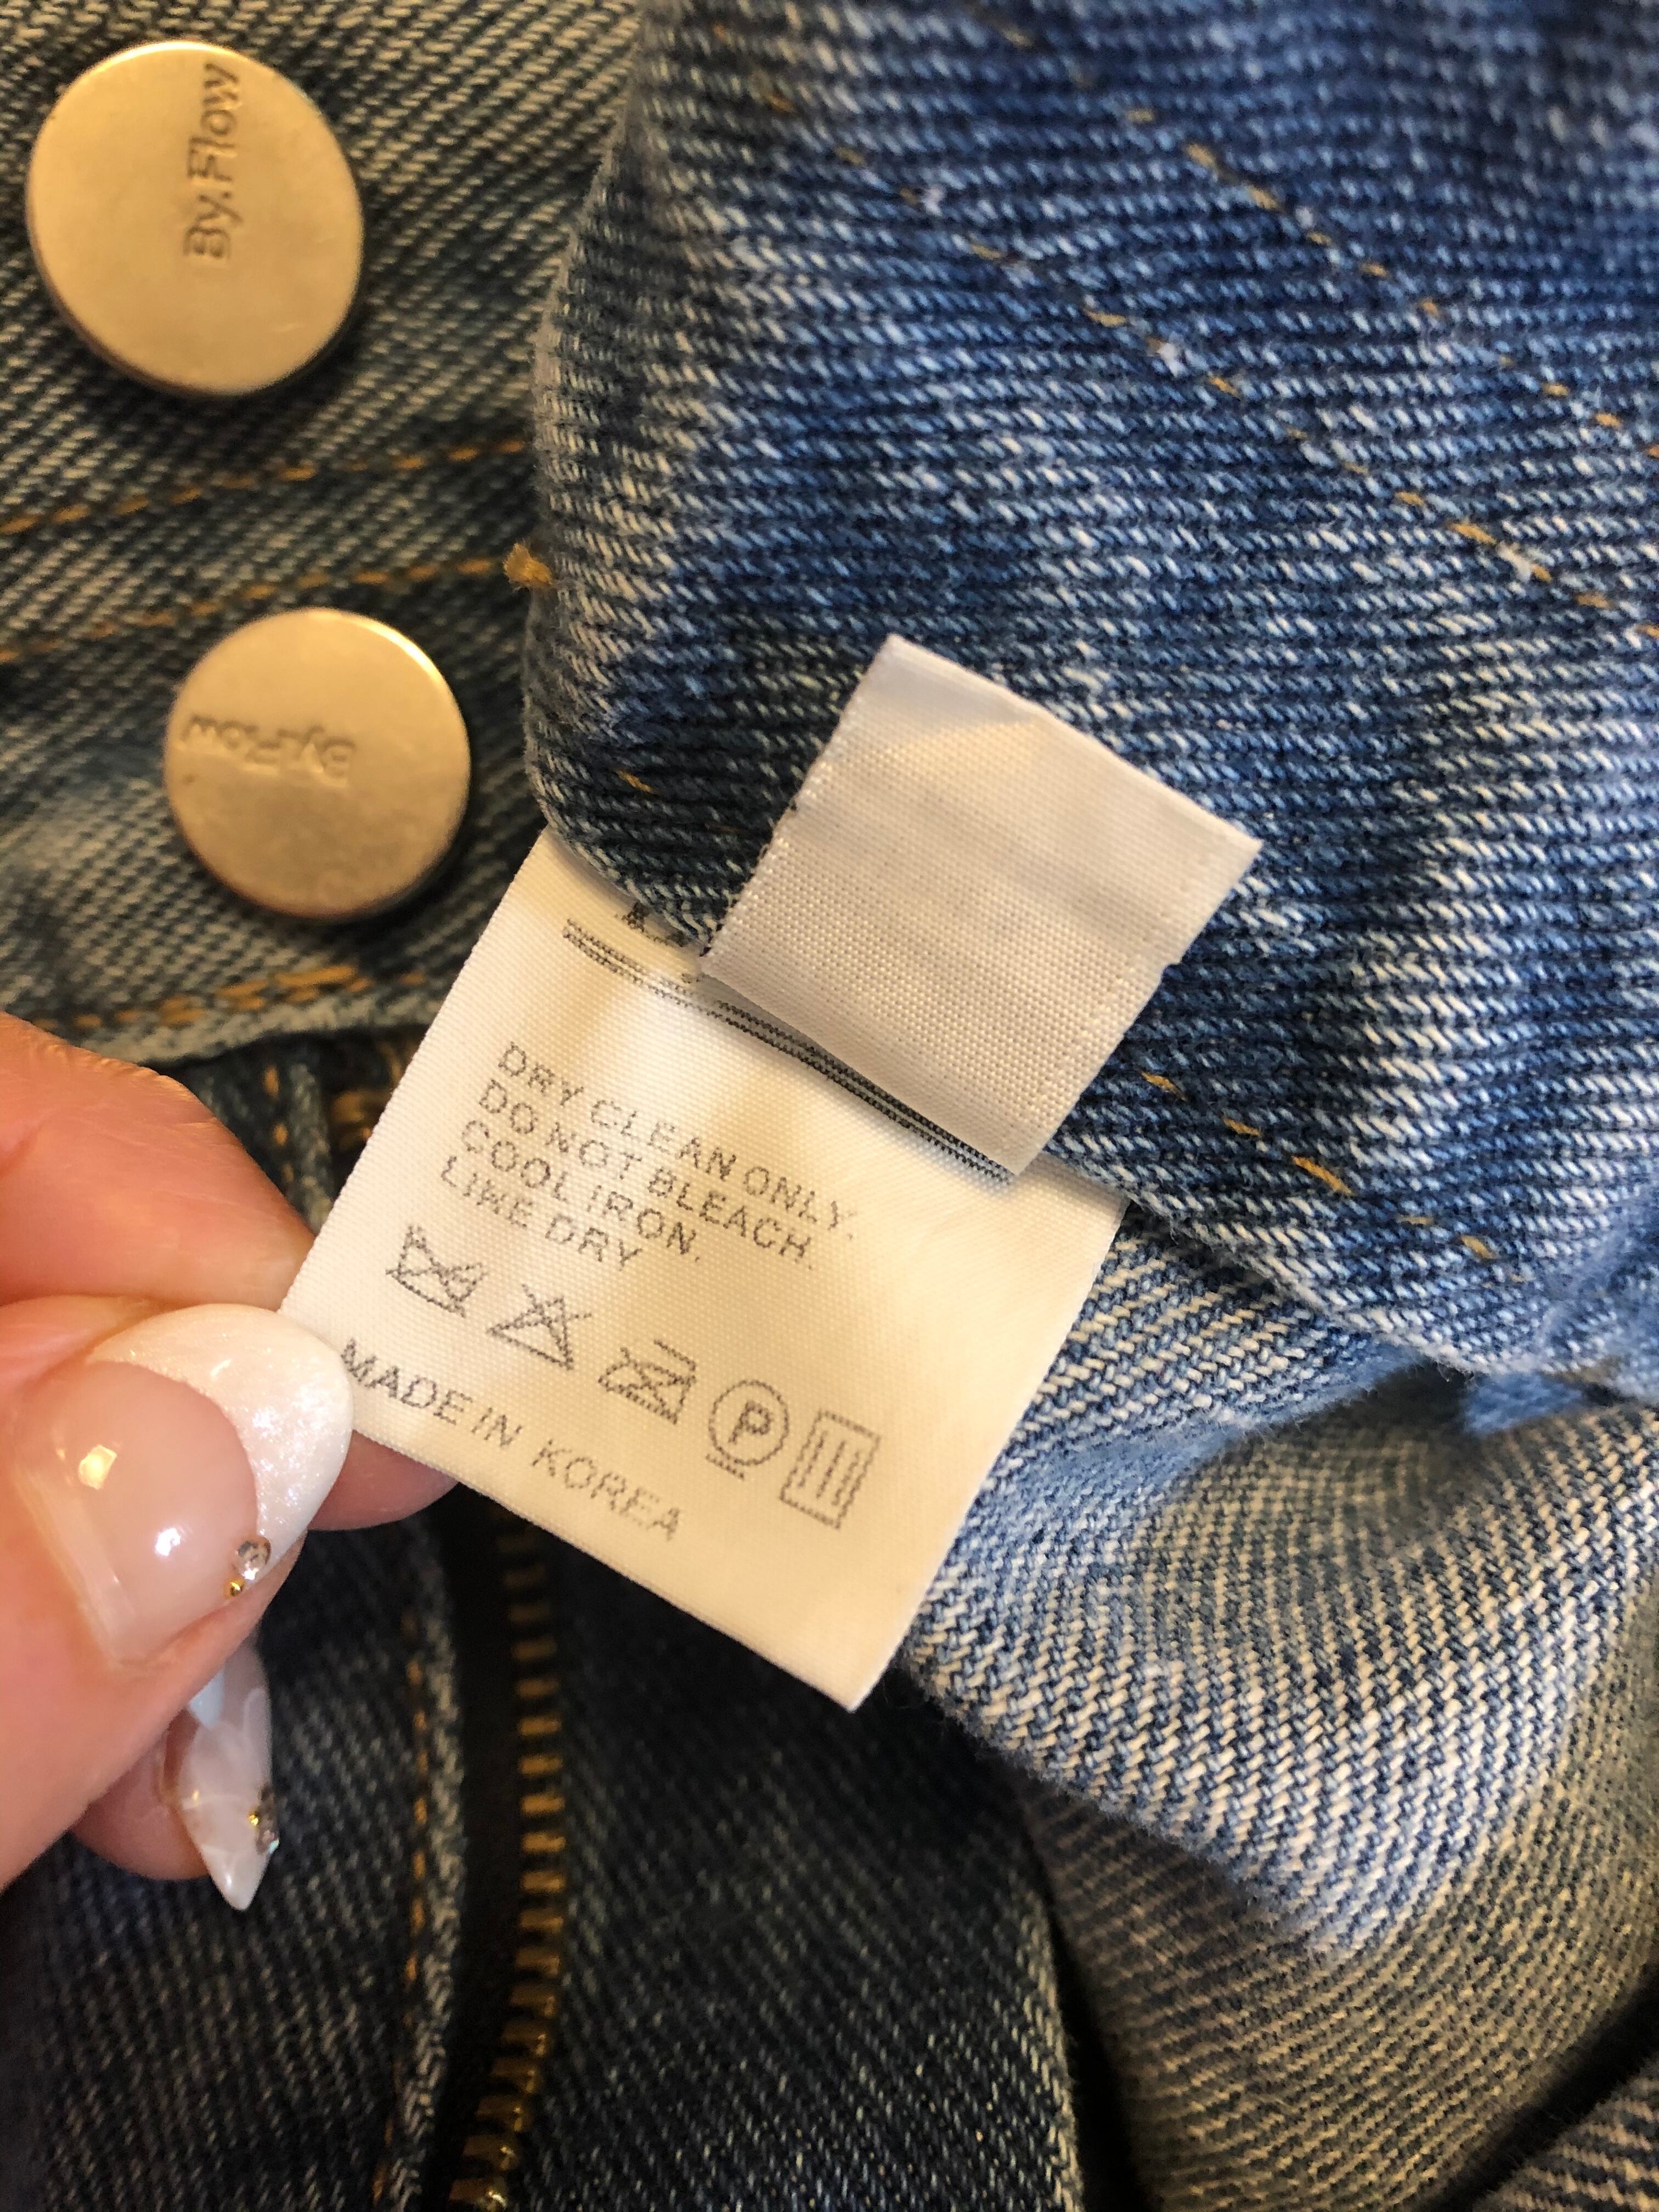 By.Flow
By.Flow
DRY CLEAN ONLY.
DO NOT BLEACH.
COOL IRON.
LIKE DRY
P
MADE IN KOREA